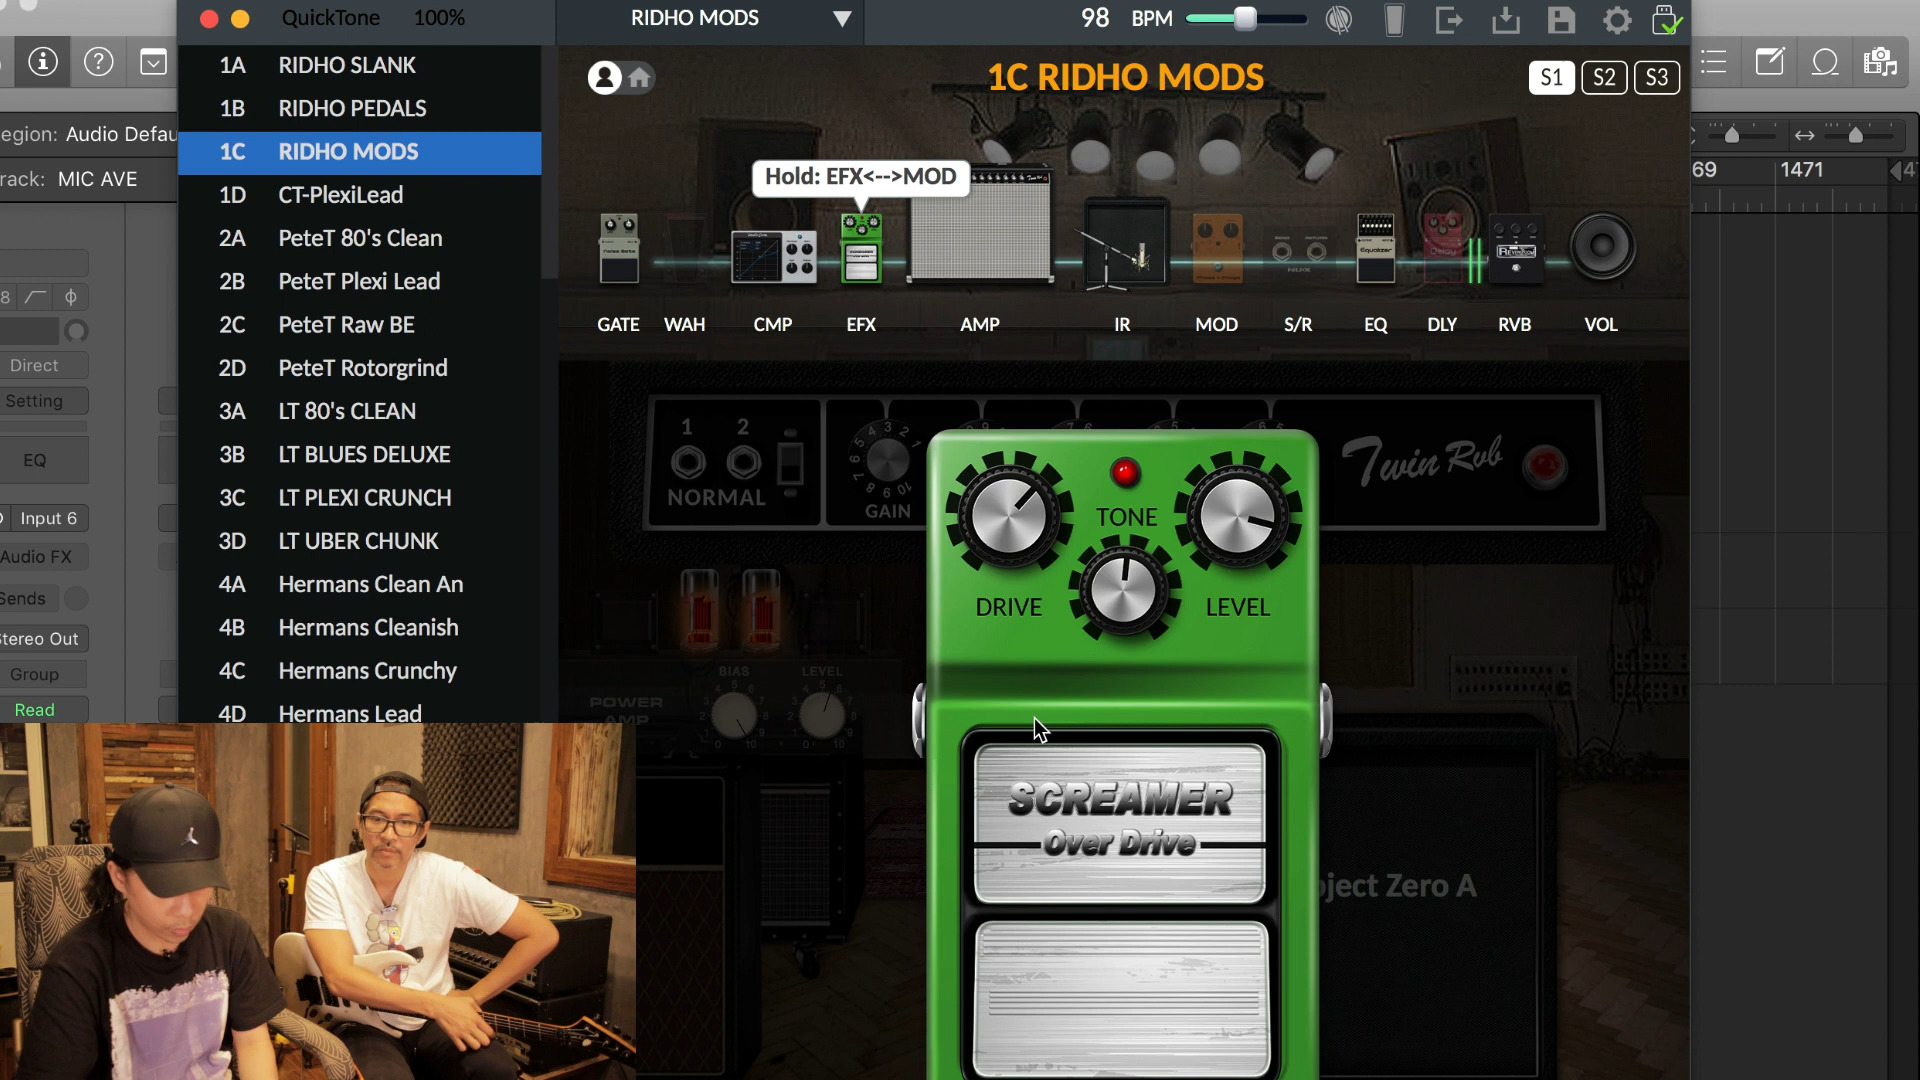 QuickTone 100% RIDHO MODS 98 BPM
1A RIDHO SLANK
1B RIDHO PEDALS
1C RIDHO MODS
1D CT-PlexiLead
2A PeteT 80's Clean
2B PeteT Plexi Lead
2C PeteT Raw BE
2D PeteT Rotorgrind
3A LT 80's CLEAN
3B LT BLUES DELUXE
3C LT PLEXI CRUNCH
3D LT UBER CHUNK
4A Hermans Clean An
4B Hermans Cleanish
4C Hermans Crunchy
4D Hermans Lead
egion: Audio Defau
rack: MIC AVE
8
Direct
Setting
EQ
Input 6
Audio FX
Sends
tereo Out
Group
Read
1C RIDHO MODS
S1 S2 S3
Hold: EFX<-->MOD
Equalizer
Delay
GATE WAH CMP EFX AMP IR MOD S/R EQ DLY RVB VOL
69 1471
1 2
NORMAL
GAIN
Twin Rvb
TONE
DRIVE LEVEL
BIAS LEVEL
POWER
AMP
SCREAMER
Over Drive
ject Zero A